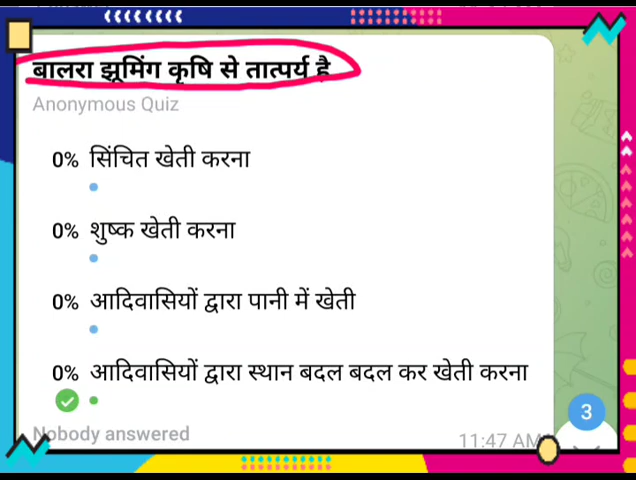 बालरा झूमिंग कृषि से तात्पर्य है
Anonymous Quiz
0% सिंचित खेती करना
0% शुष्क खेती करना
0% आदिवासियों द्वारा पानी में खेती
0% आदिवासियों द्वारा स्थान बदल बदल कर खेती करना
3
Nobody answered
11:47 AM